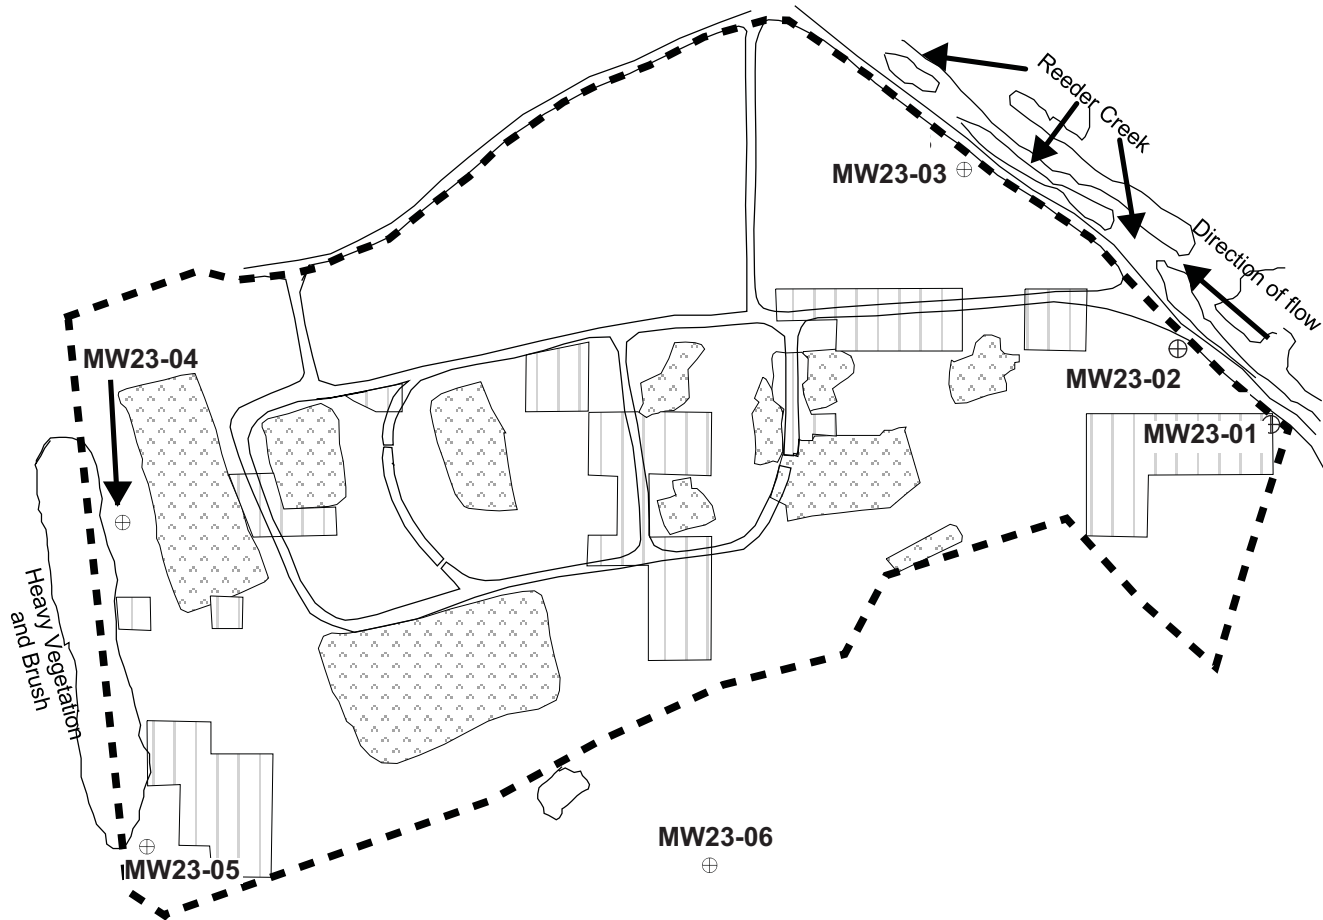 Reeder Creek
MW23-03
Direction of flow
MW23-04
MW23-02
MW23-01
Heavy Vegetation
and Brush
MW23-06
MW23-05